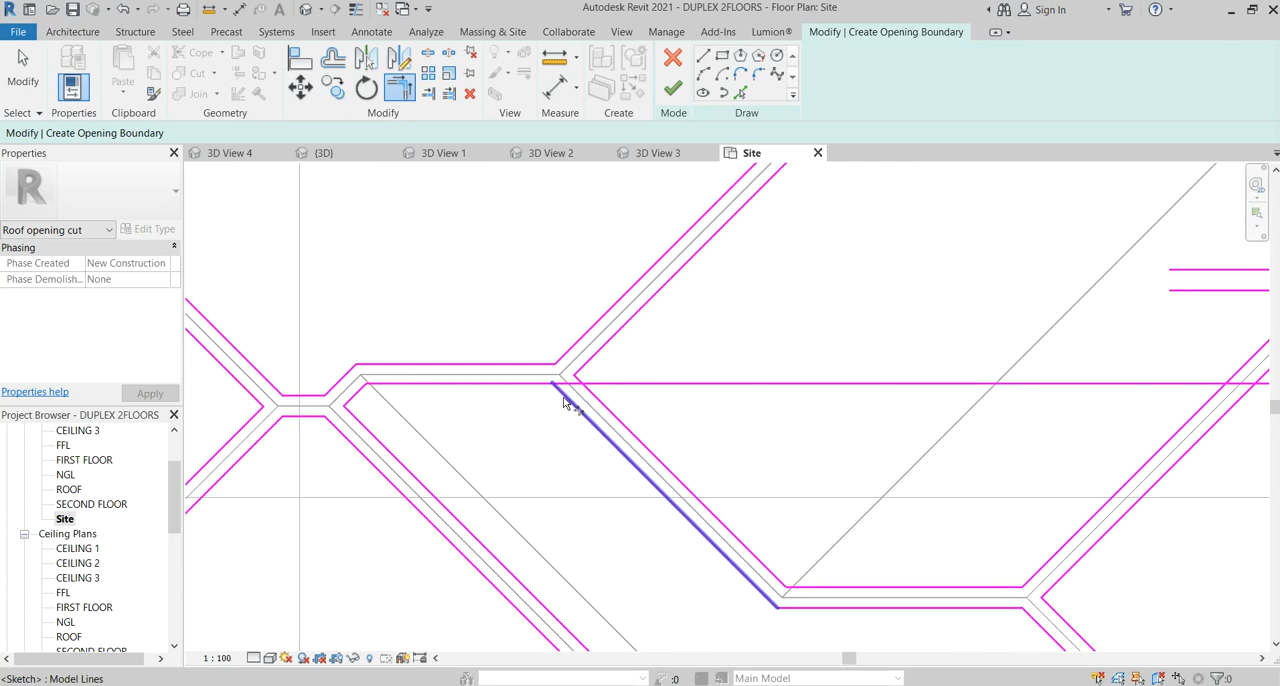 Autodesk Revit 2021 - DUPLEX 2FLOORS - Floor Plan: Site
Sign In
File Architecture Structure Steel Precast Systems Insert Annotate Analyze Massing & Site Collaborate View Manage Add-Ins Lumion® Modify | Create Opening Boundary
Modify
Paste
Cope
Cut
Join
Select Properties Clipboard Geometry Modify View Measure Create Mode Draw
Modify | Create Opening Boundary
Properties
3D View 4
{3D}
3D View 1
3D View 2
3D View 3
Site
Roof opening cut
Edit Type
Phasing
Phase Created New Construction
Phase Demolish... None
Properties help
Apply
Project Browser - DUPLEX 2FLOORS
CEILING 3
FFL
FIRST FLOOR
NGL
ROOF
SECOND FLOOR
Site
Ceiling Plans
CEILING 1
CEILING 2
CEILING 3
FFL
FIRST FLOOR
NGL
ROOF
SECOND FLOOR
1 : 100
<Sketch> : Model Lines
:0
Main Model
:0